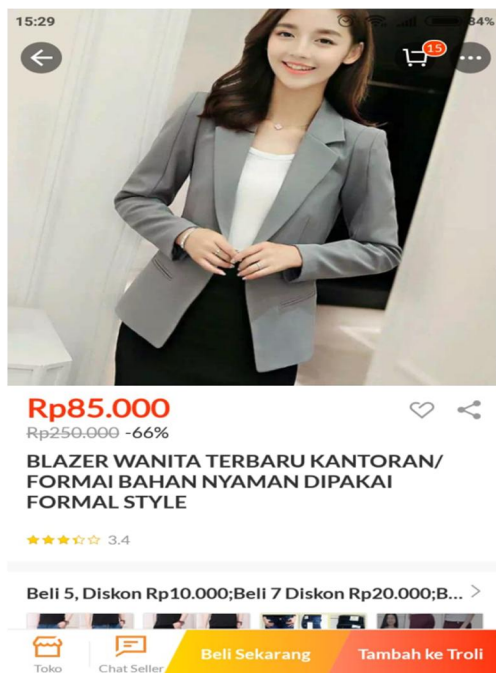 15:29
84%
15
Rp85.000
Rp250.000 -66%
BLAZER WANITA TERBARU KANTORAN/
FORMAI BAHAN NYAMAN DIPAKAI
FORMAL STYLE
3.4
Beli 5, Diskon Rp10.000;Beli 7 Diskon Rp20.000;B...
Toko
Chat Seller
Beli Sekarang
Tambah ke Troli